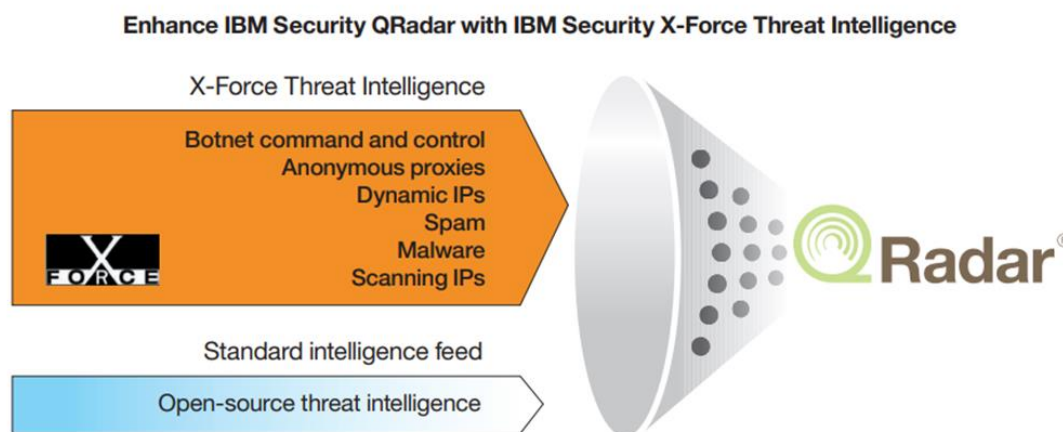 Enhance IBM Security QRadar with IBM Security X-Force Threat Intelligence
X-Force Threat Intelligence
Botnet command and control
Anonymous proxies
Dynamic IPs
Spam
Malware
Scanning IPs
X
FORCE
QRadar®
Standard intelligence feed
Open-source threat intelligence